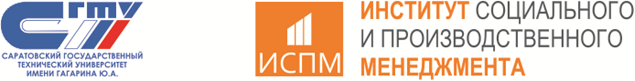 СГТУ
САРАТОВСКИЙ ГОСУДАРСТВЕННЫЙ
ТЕХНИЧЕСКИЙ УНИВЕРСИТЕТ
ИМЕНИ ГАГАРИНА Ю.А.
ИСПМ
ИНСТИТУТ СОЦИАЛЬНОГО
И ПРОИЗВОДСТВЕННОГО
МЕНЕДЖМЕНТА